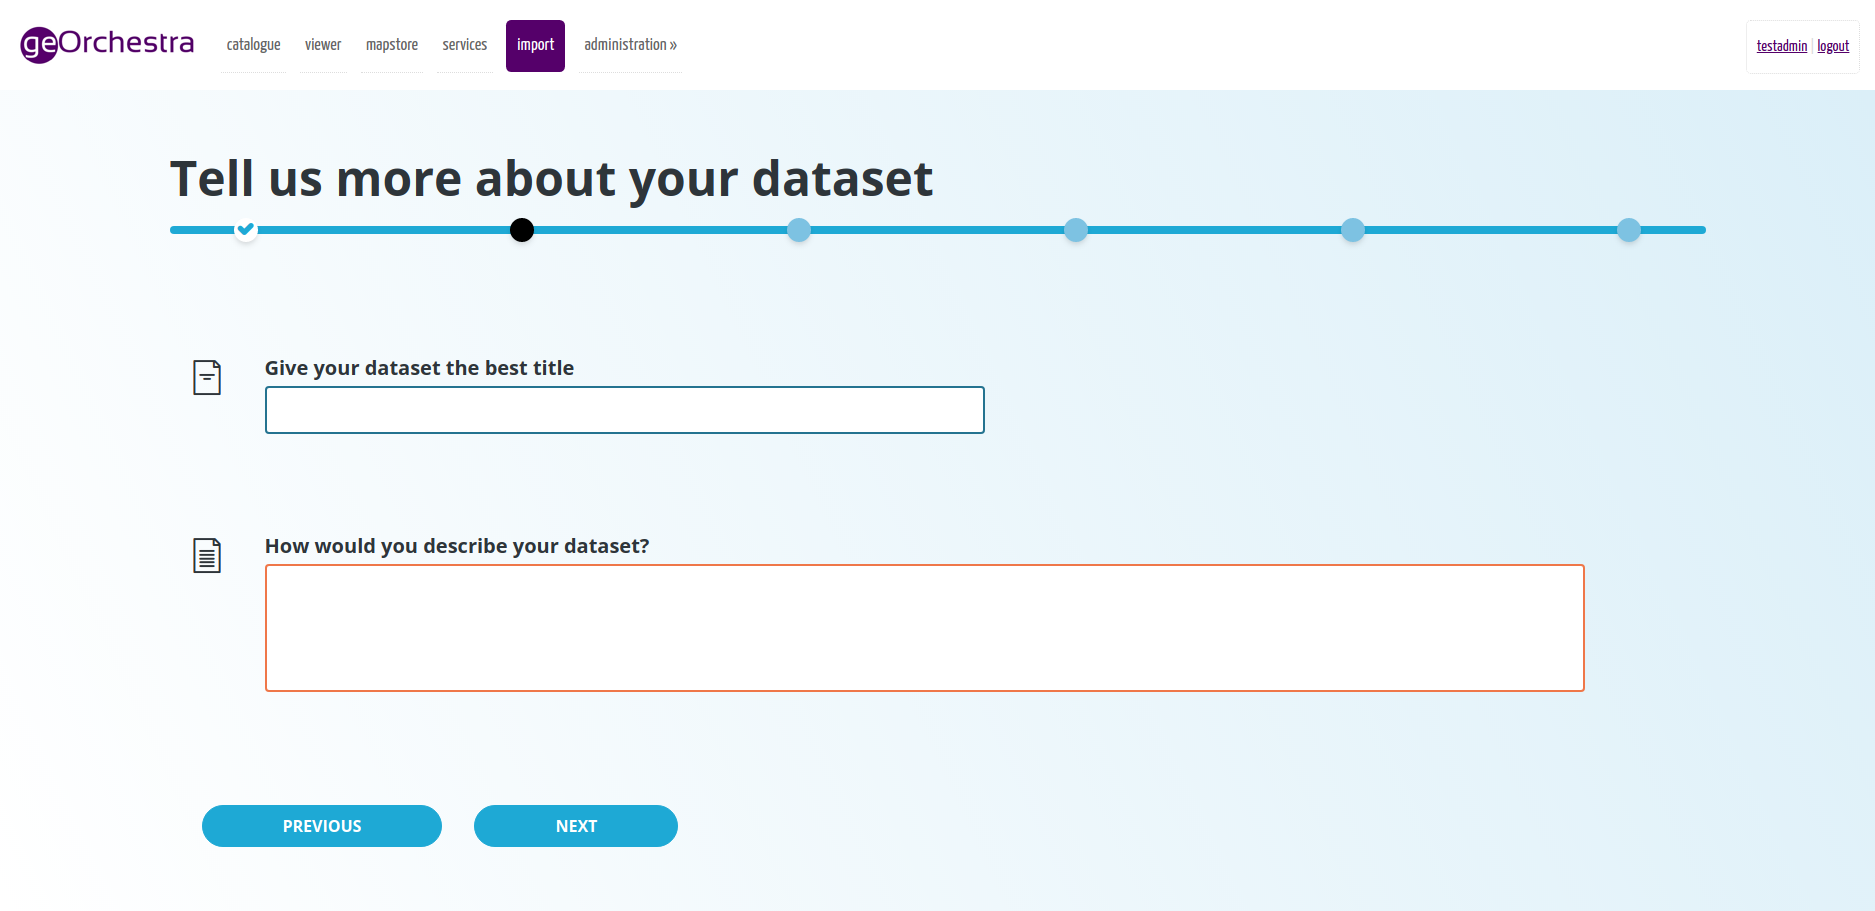 geOrchestra
catalogue viewer mapstore services import administration »
testadmin | logout
Tell us more about your dataset
Give your dataset the best title
How would you describe your dataset?
PREVIOUS NEXT